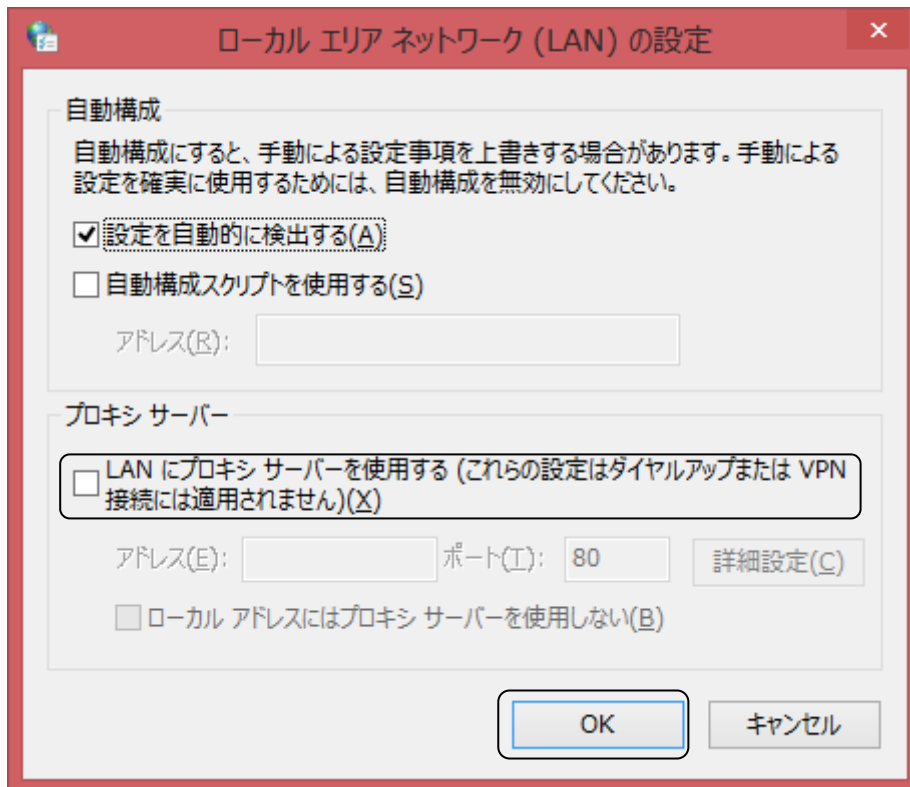 ローカル エリア ネットワーク (LAN) の設定
自動構成
自動構成にすると、手動による設定事項を上書きする場合があります。手動による
設定を確実に使用するためには、自動構成を無効にしてください。
設定を自動的に検出する(A)
自動構成スクリプトを使用する(S)
アドレス(R):
プロキシ サーバー
LAN にプロキシ サーバーを使用する (これらの設定はダイヤルアップまたは VPN
接続には適用されません)(X)
アドレス(E): ポート(T): 80 詳細設定(C)
ローカル アドレスにはプロキシ サーバーを使用しない(B)
OK キャンセル